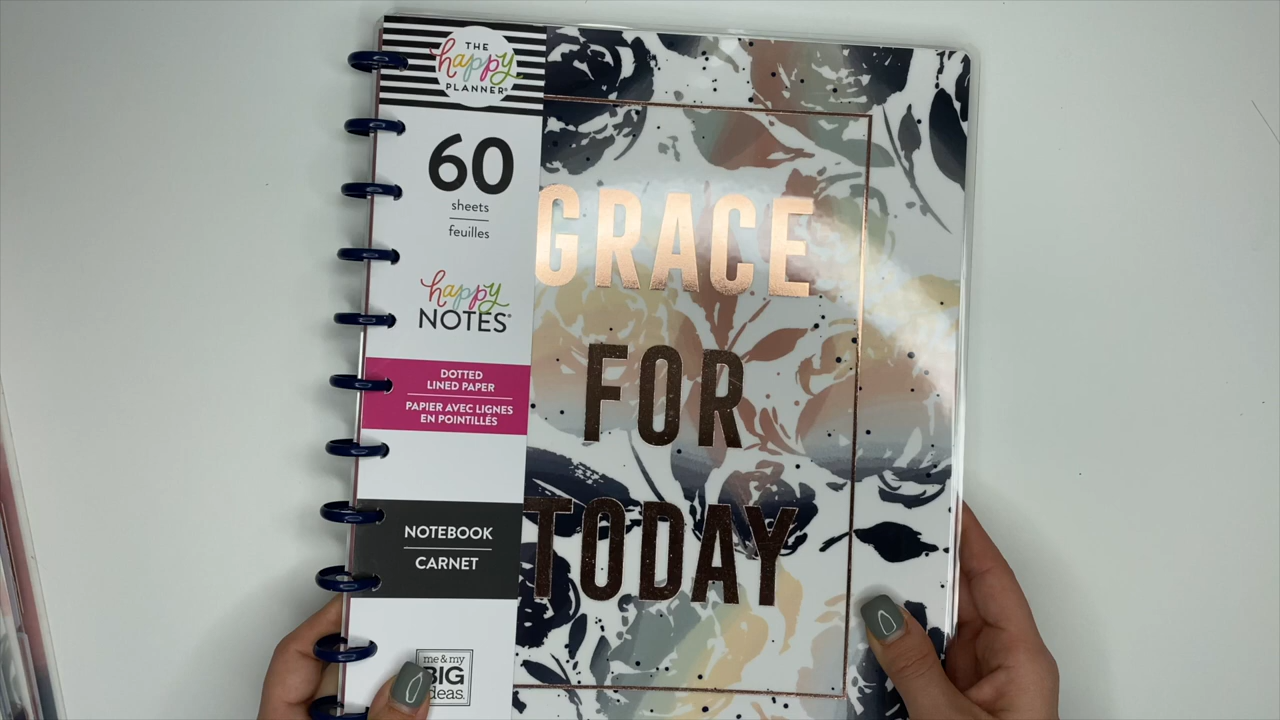 THE
happy
PLANNER®
60
sheets
feuilles
happy
NOTES®
DOTTED
LINED PAPER
PAPIER AVEC LIGNES
EN POINTILLÉS
NOTEBOOK
CARNET
me & my
BIG
ideas.
GRACE
FOR
TODAY